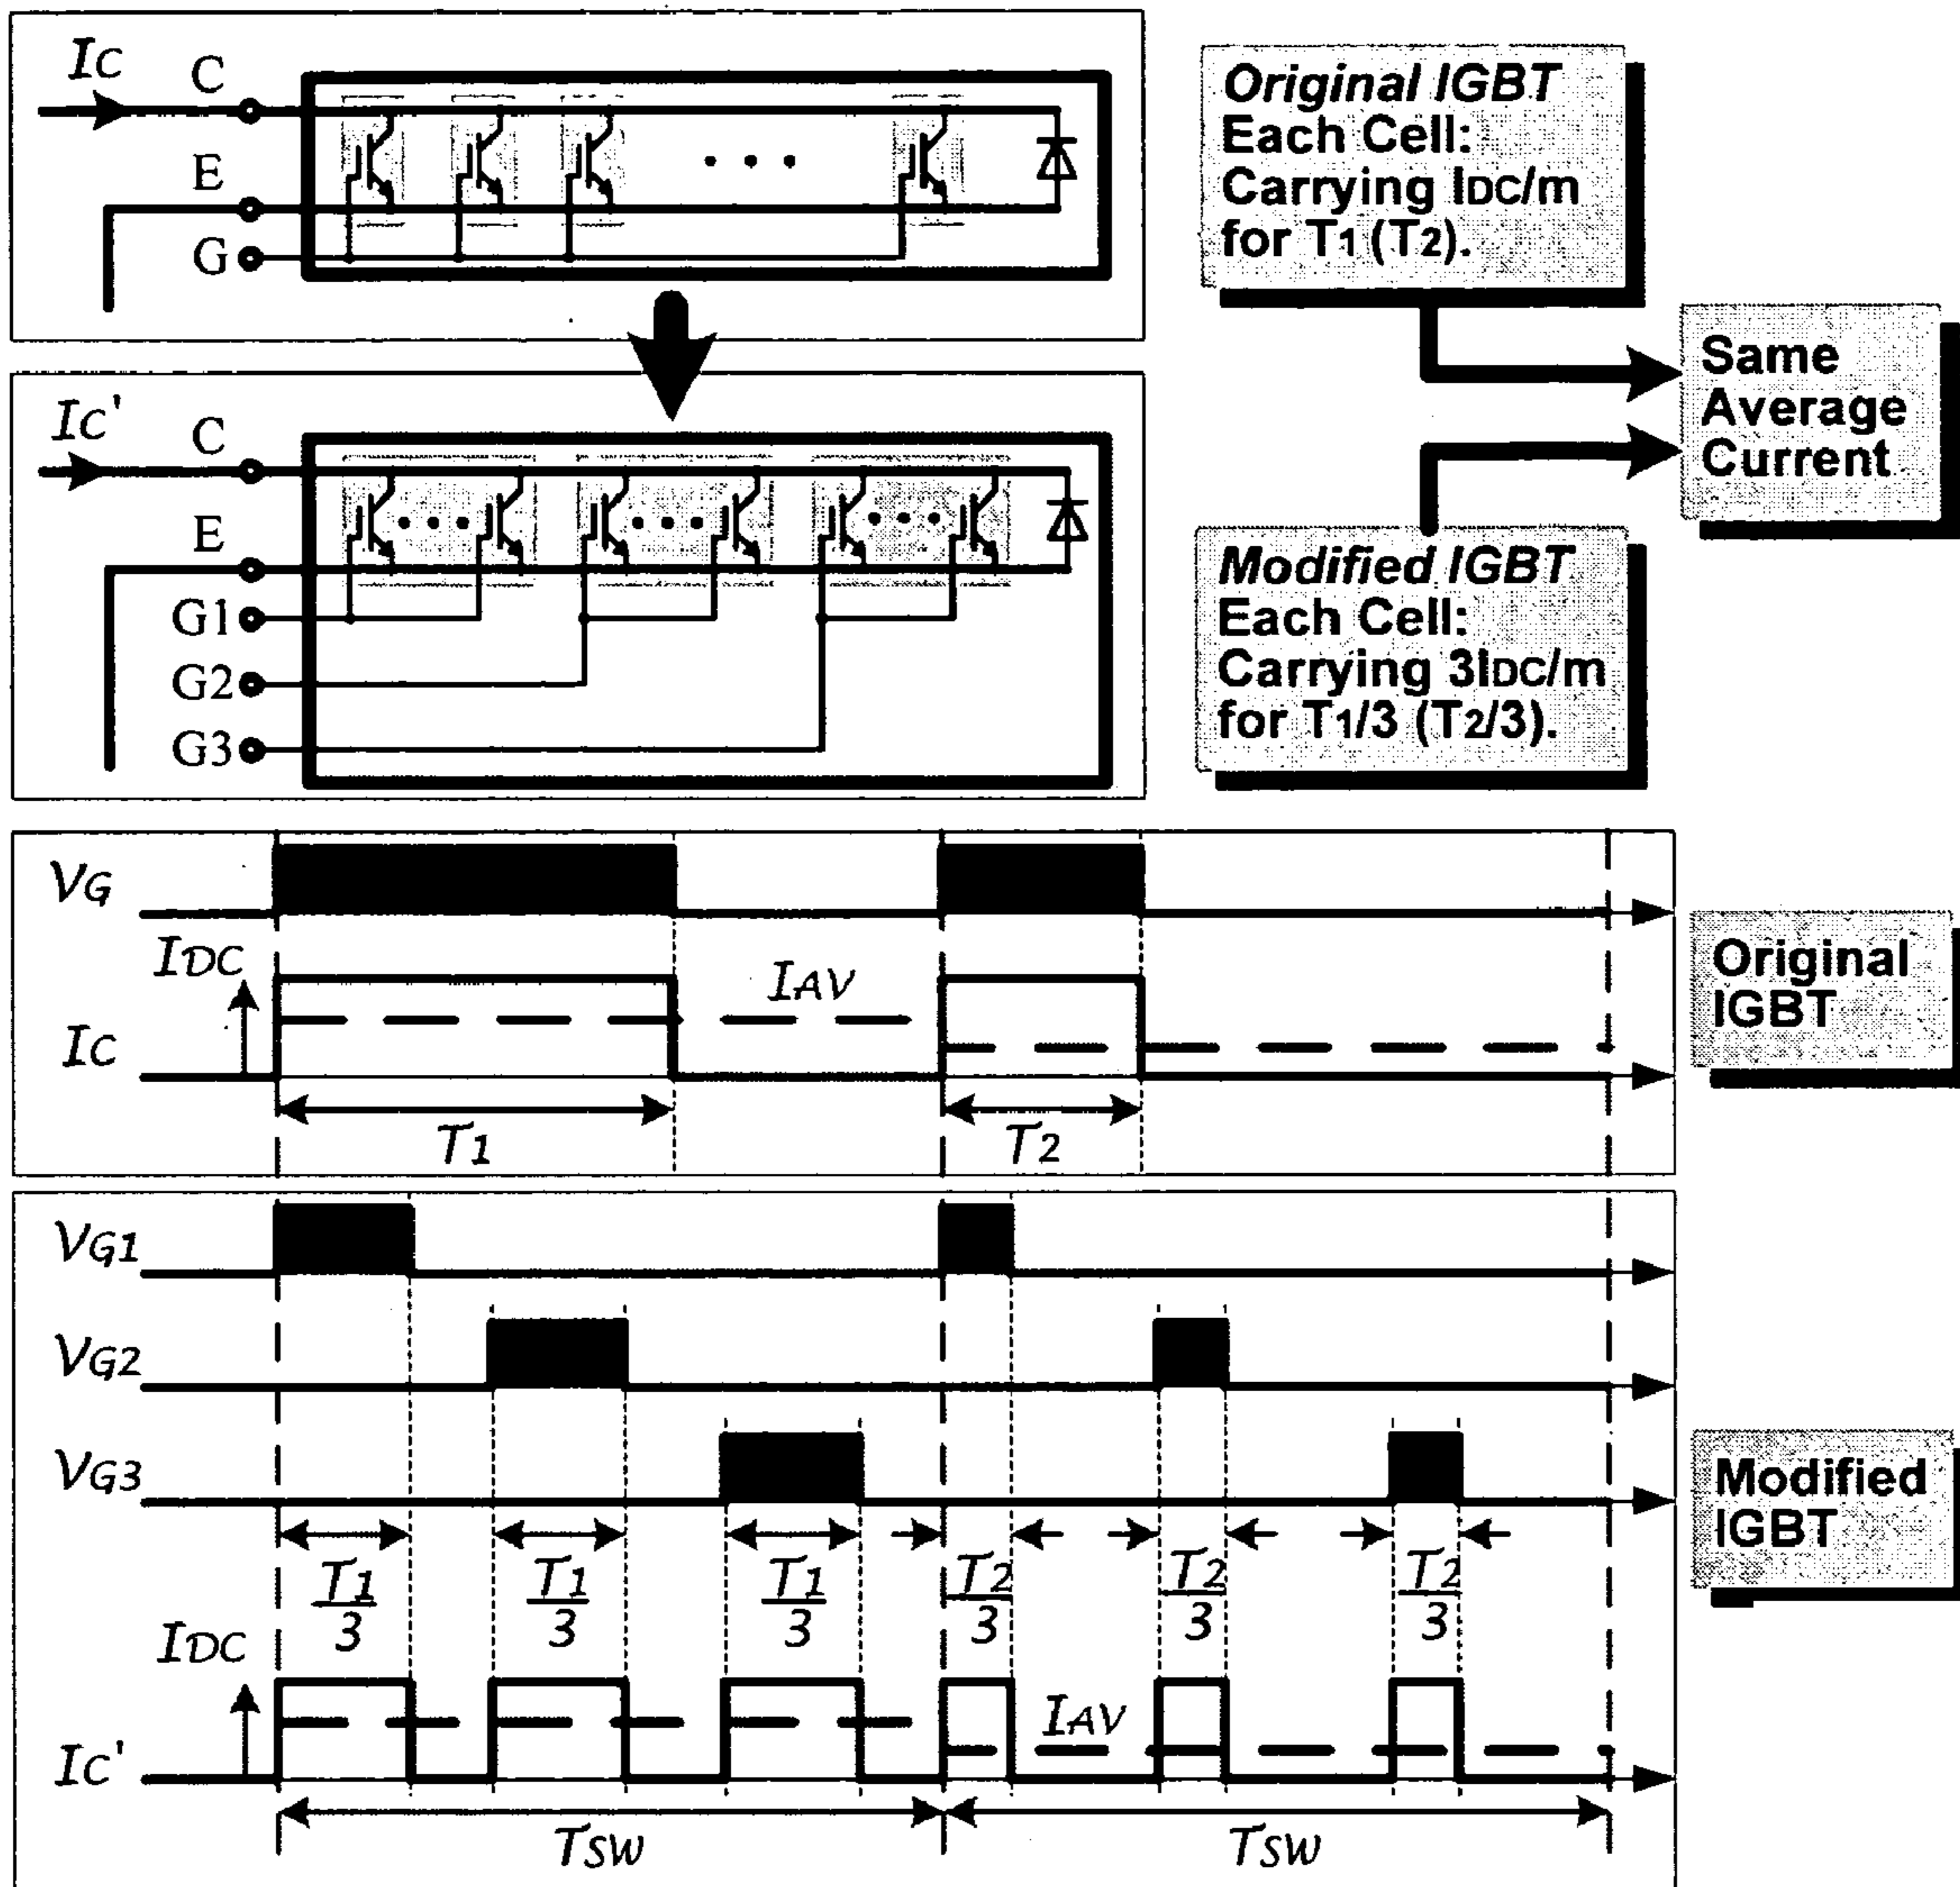 IC
C
E
G
Original IGBT
Each Cell:
Carrying IDC/m
for T1 (T2).
Same
Average
Current
IC'
C
E
G1
G2
G3
Modified IGBT
Each Cell:
Carrying 3IDC/m
for T1/3 (T2/3).
VG
IDC
IAV
IC
T1
T2
Original
IGBT
VG1
VG2
VG3
T1/3
T1/3
T1/3
T2/3
T2/3
T2/3
Modified
IGBT
IDC
IAV
IC'
TSW
TSW